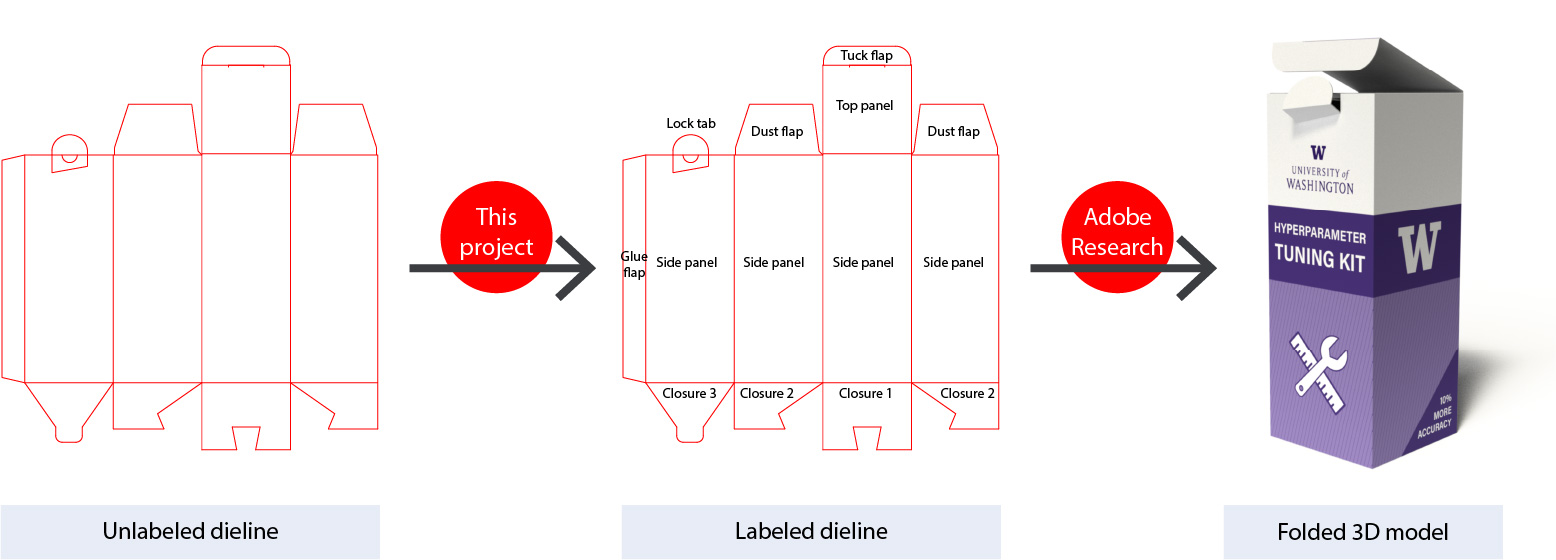 Tuck flap
Top panel
Lock tab
Dust flap
Dust flap
This
project
Adobe
Research
W
UNIVERSITY of
WASHINGTON
HYPERPARAMETER
TUNING KIT
W
Glue
flap
Side panel
Side panel
Side panel
Side panel
Closure 3
Closure 2
Closure 1
Closure 2
10%
MORE
ACCURACY
Unlabeled dieline
Labeled dieline
Folded 3D model